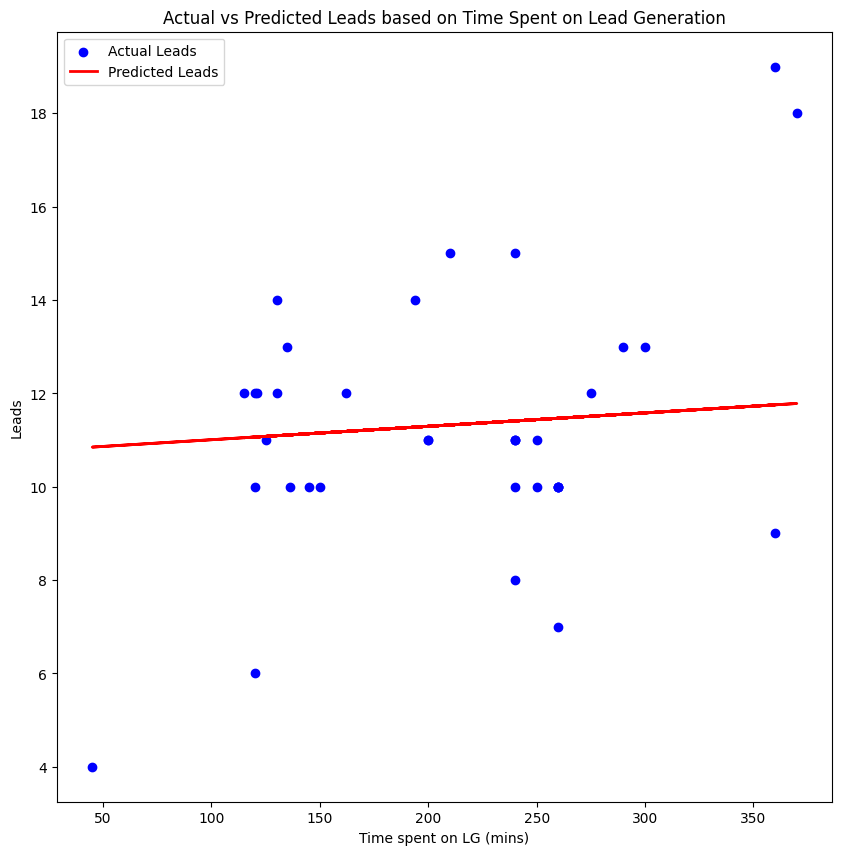 Actual vs Predicted Leads based on Time Spent on Lead Generation
Actual Leads
Predicted Leads
18
16
14
12
10
8
6
4
Leads
50 100 150 200 250 300 350
Time spent on LG (mins)